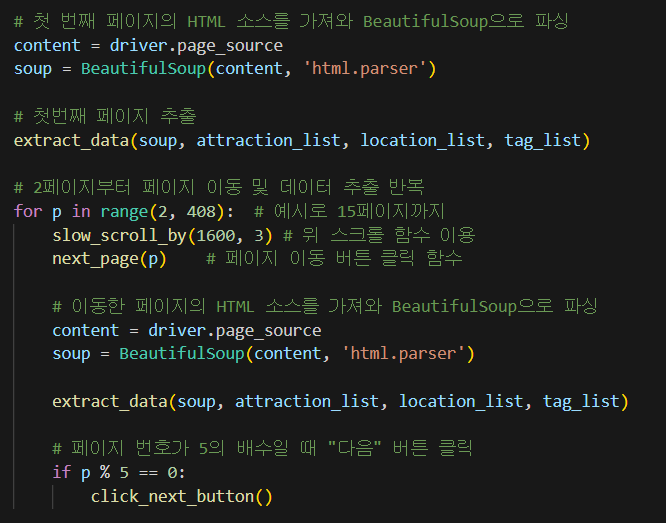 # 첫 번째 페이지의 HTML 소스를 가져와 BeautifulSoup으로 파싱
content = driver.page_source
soup = BeautifulSoup(content, 'html.parser')
# 첫번째 페이지 추출
extract_data(soup, attraction_list, location_list, tag_list)
# 2페이지부터 페이지 이동 및 데이터 추출 반복
for p in range(2, 408):  # 예시로 15페이지까지
    slow_scroll_by(1600, 3) # 위 스크롤 함수 이용
    next_page(p)    # 페이지 이동 버튼 클릭 함수
    # 이동한 페이지의 HTML 소스를 가져와 BeautifulSoup으로 파싱
    content = driver.page_source
    soup = BeautifulSoup(content, 'html.parser')
    extract_data(soup, attraction_list, location_list, tag_list)
    # 페이지 번호가 5의 배수일 때 "다음" 버튼 클릭
    if p % 5 == 0:
        click_next_button()